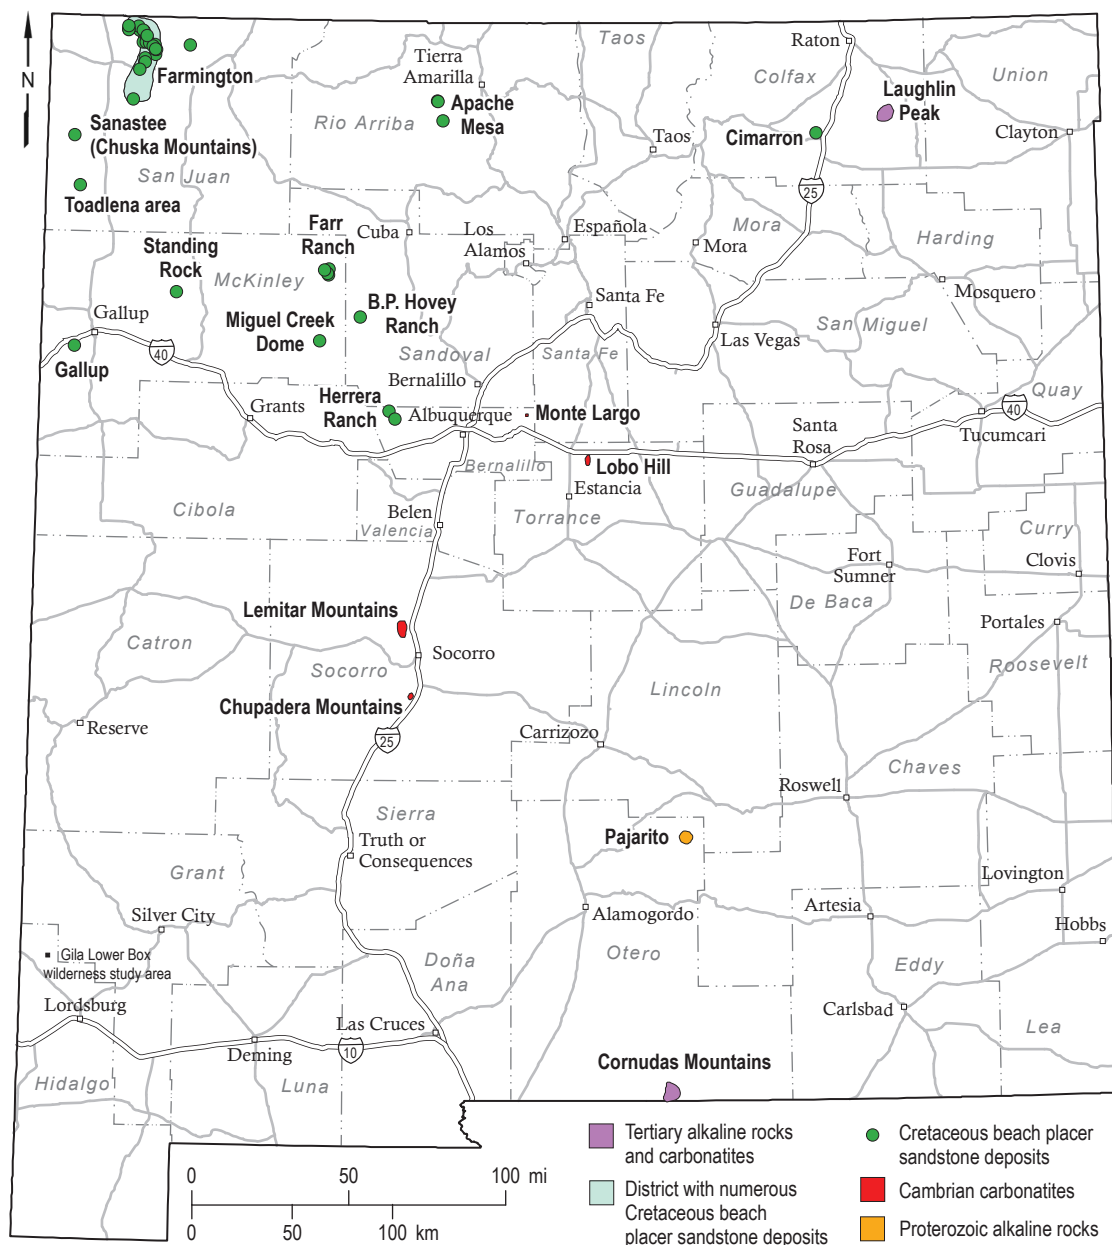 N
Farmington
Sanastee
(Chuska Mountains)
San Juan
Toadlena area
Tierra
Amarilla
Rio Arriba
Apache
Mesa
Taos
Taos
Raton
Colfax
Union
Laughlin
Peak
Cimarron
Clayton
25
Farr
Ranch
Cuba
Los
Alamos
Española
Mora
Mora
Harding
Standing
Rock
McKinley
B.P. Hovey
Ranch
Santa Fe
Mosquero
Gallup
Miguel Creek
Dome
Sandoval
Santa Fe
San Miguel
Las Vegas
40
Gallup
Bernalillo
Quay
Grants
Herrera
Ranch
Albuquerque
Monte Largo
40
Santa
Rosa
Tucumcari
Bernalillo
Lobo Hill
Estancia
Guadalupe
Cibola
Belen
Valencia
Torrance
Curry
Fort
Sumner
Clovis
De Baca
Lemitar Mountains
Portales
Catron
Socorro
Socorro
Roosevelt
Lincoln
Chupadera Mountains
Reserve
25
Carrizozo
Chaves
Roswell
Sierra
Truth or
Consequences
Pajarito
Grant
Lovington
Silver City
Alamogordo
Artesia
Hobbs
Gila Lower Box
wilderness study area
Doña
Ana
Otero
Eddy
Lordsburg
Las Cruces
Carlsbad
Lea
10
Deming
Hidalgo
Luna
Cornudas Mountains
0 50 100 mi
0 50 100 km
Tertiary alkaline rocks
and carbonatites
District with numerous
Cretaceous beach
placer sandstone deposits
Cretaceous beach placer
sandstone deposits
Cambrian carbonatites
Proterozoic alkaline rocks